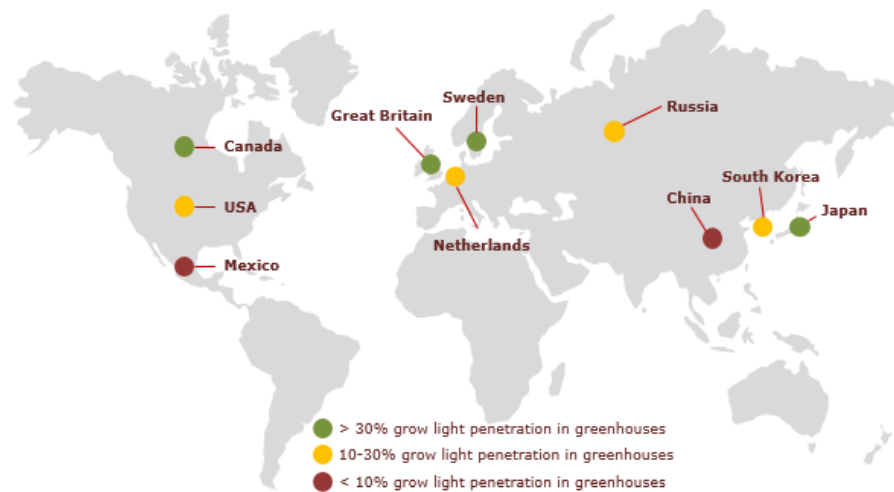 Sweden
Great Britain
Russia
Canada
South Korea
China
USA
Japan
Netherlands
Mexico
> 30% grow light penetration in greenhouses
10-30% grow light penetration in greenhouses
< 10% grow light penetration in greenhouses